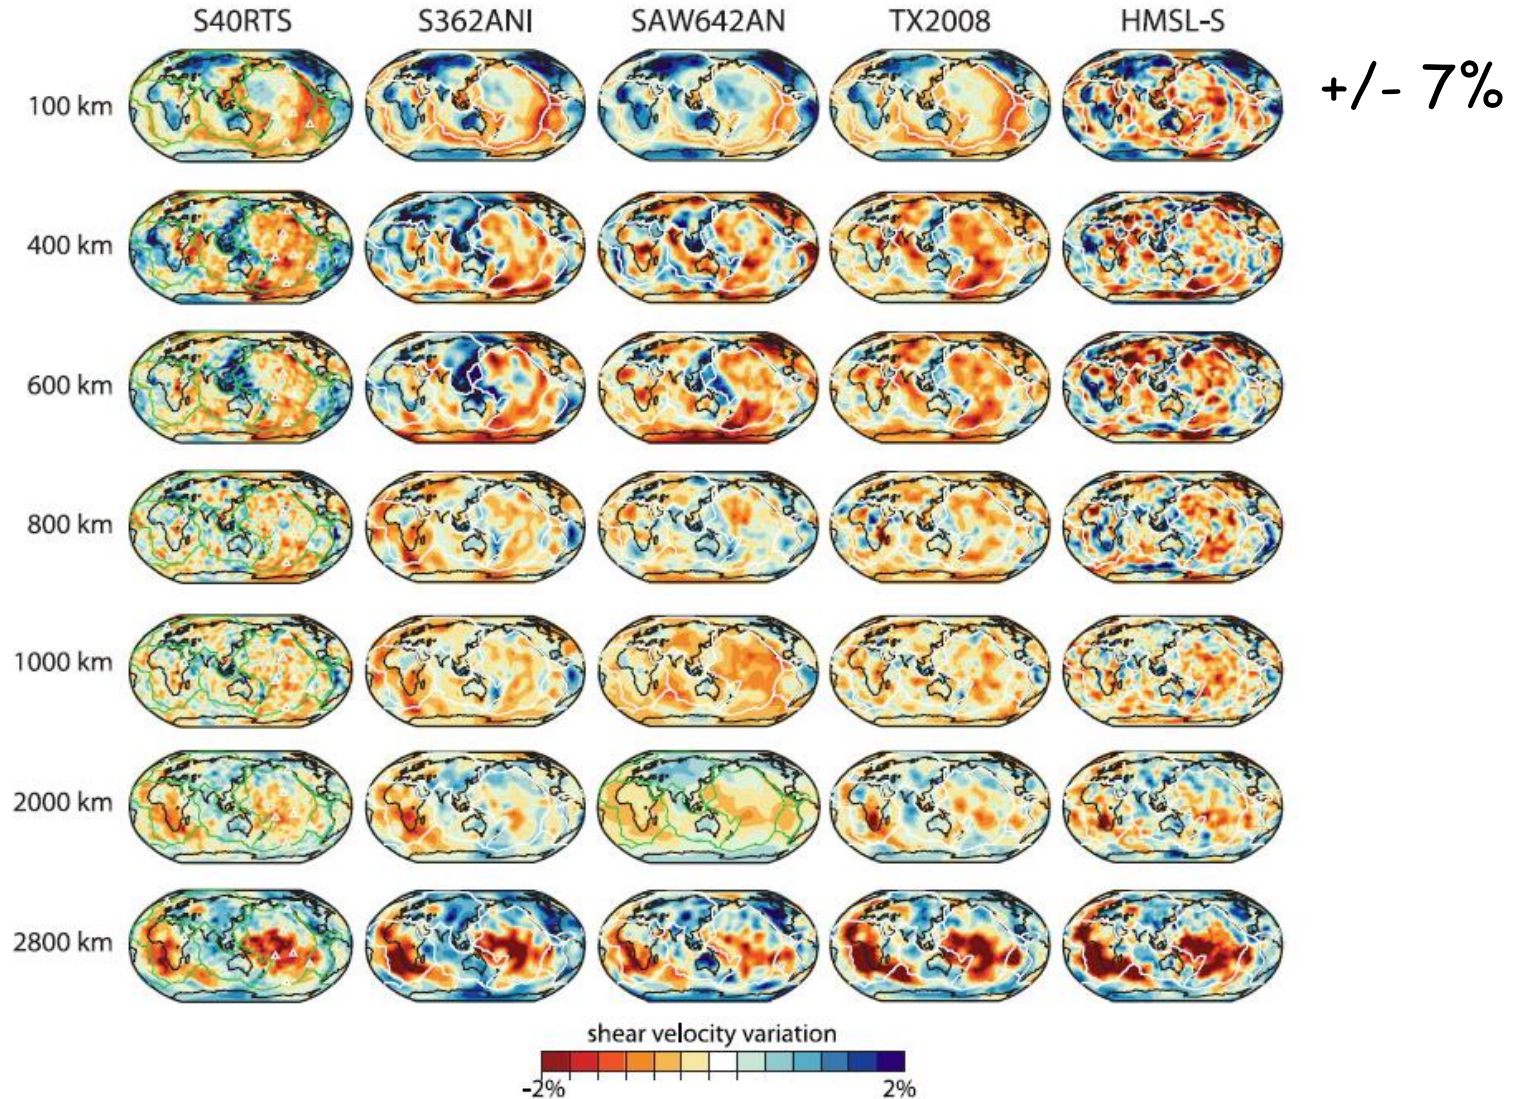 S40RTS S362ANI SAW642AN TX2008 HMSL-S
100 km +/- 7%
400 km
600 km
800 km
1000 km
2000 km
2800 km
shear velocity variation
-2% 2%